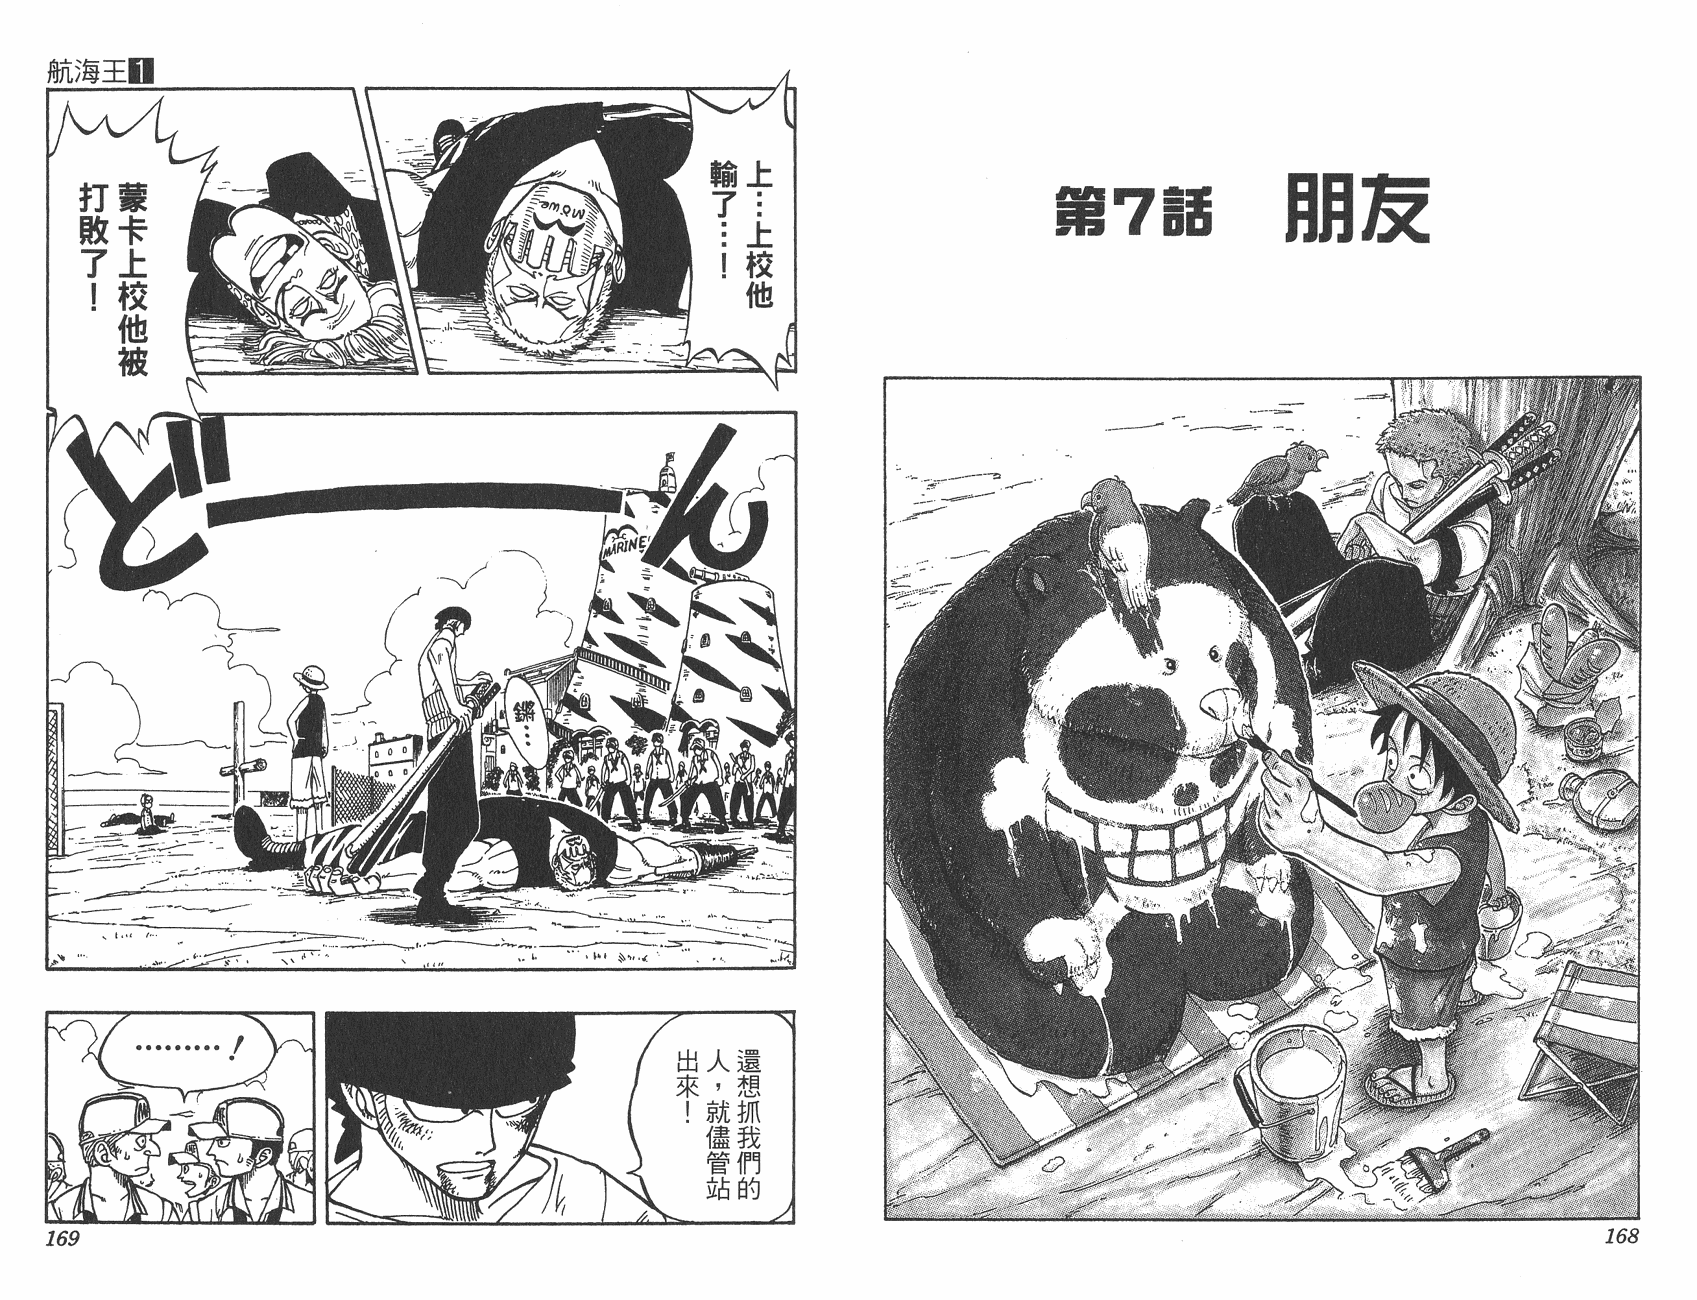 第7話 朋友
168
航海王1
上…上校他
輸了…！
Mowe
蒙卡上校他被
打敗了！
どーん
MARINE
鏘…
還想抓我們的
人，就儘管站
出來！
………！
169